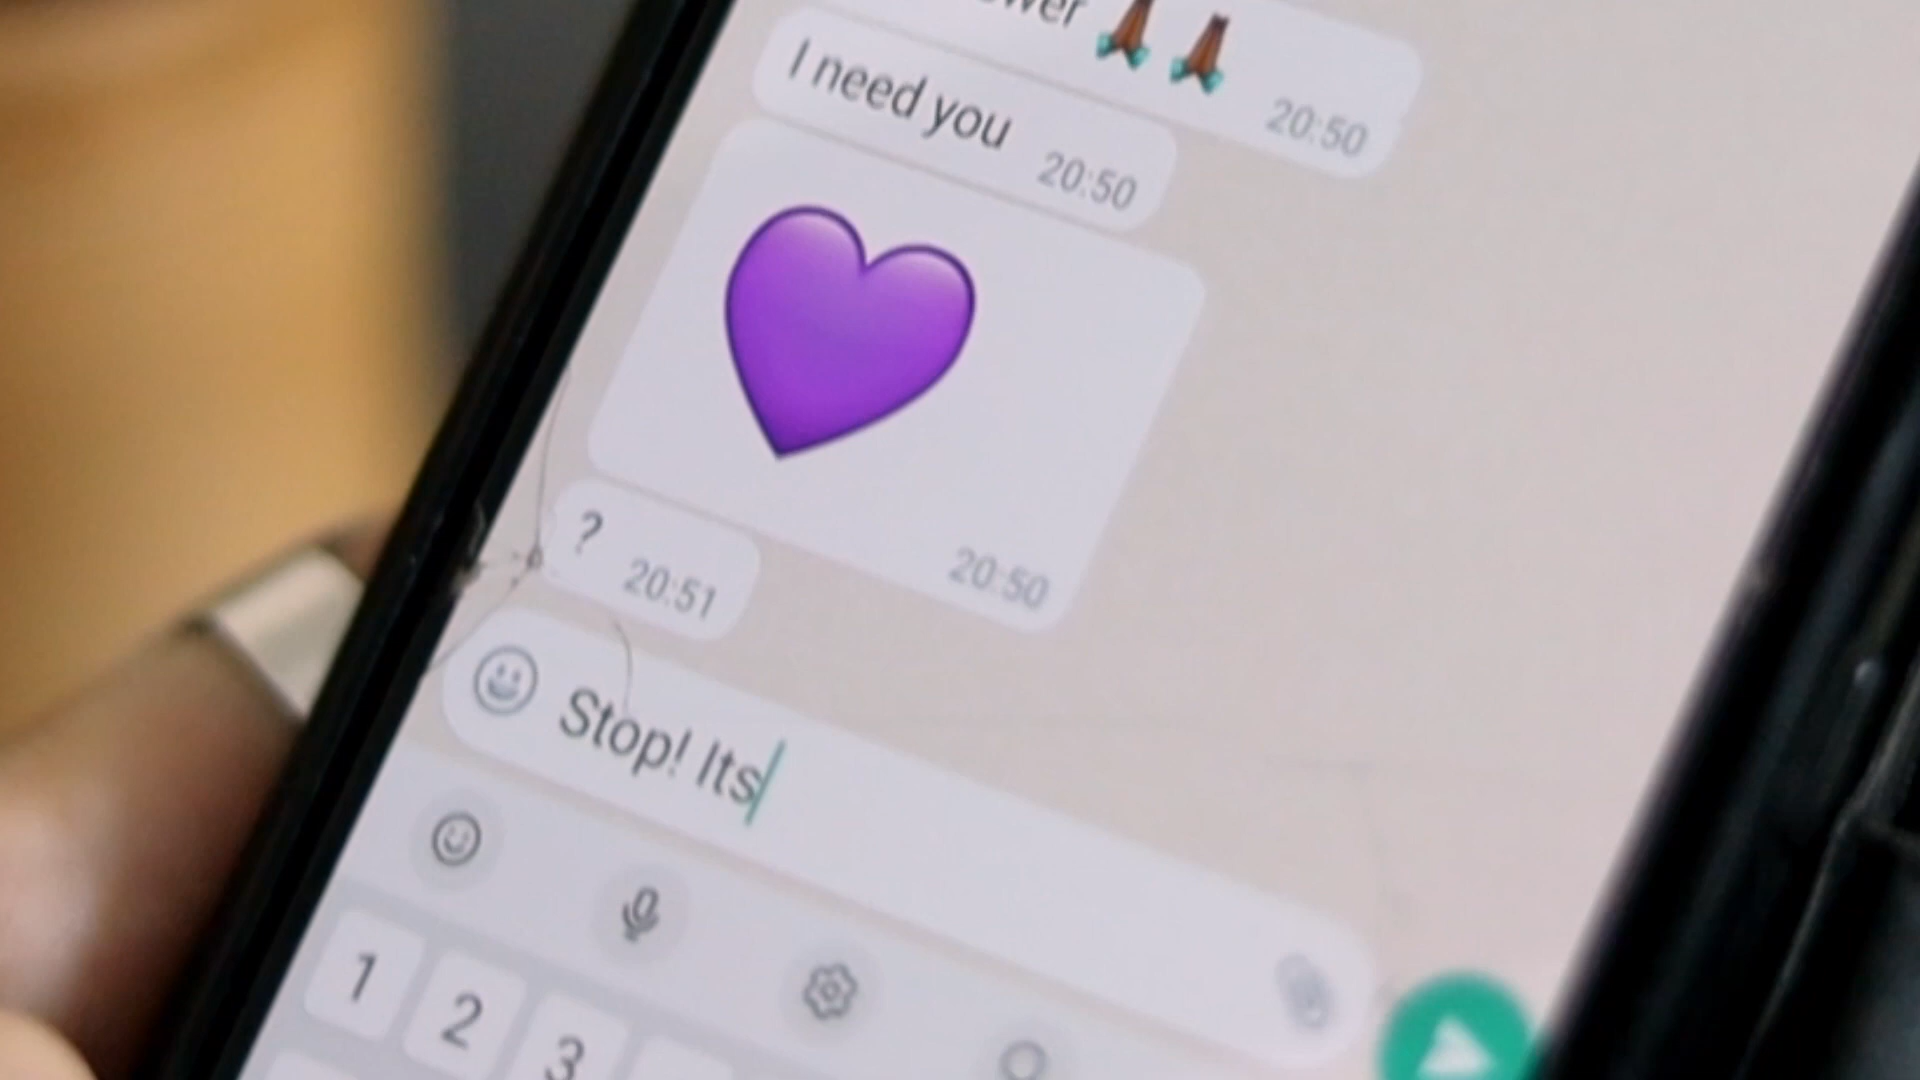 🙏🏾 🙏🏾 20:50
I need you 20:50
💜
20:50
? 20:51
Stop! Its
1 2 3